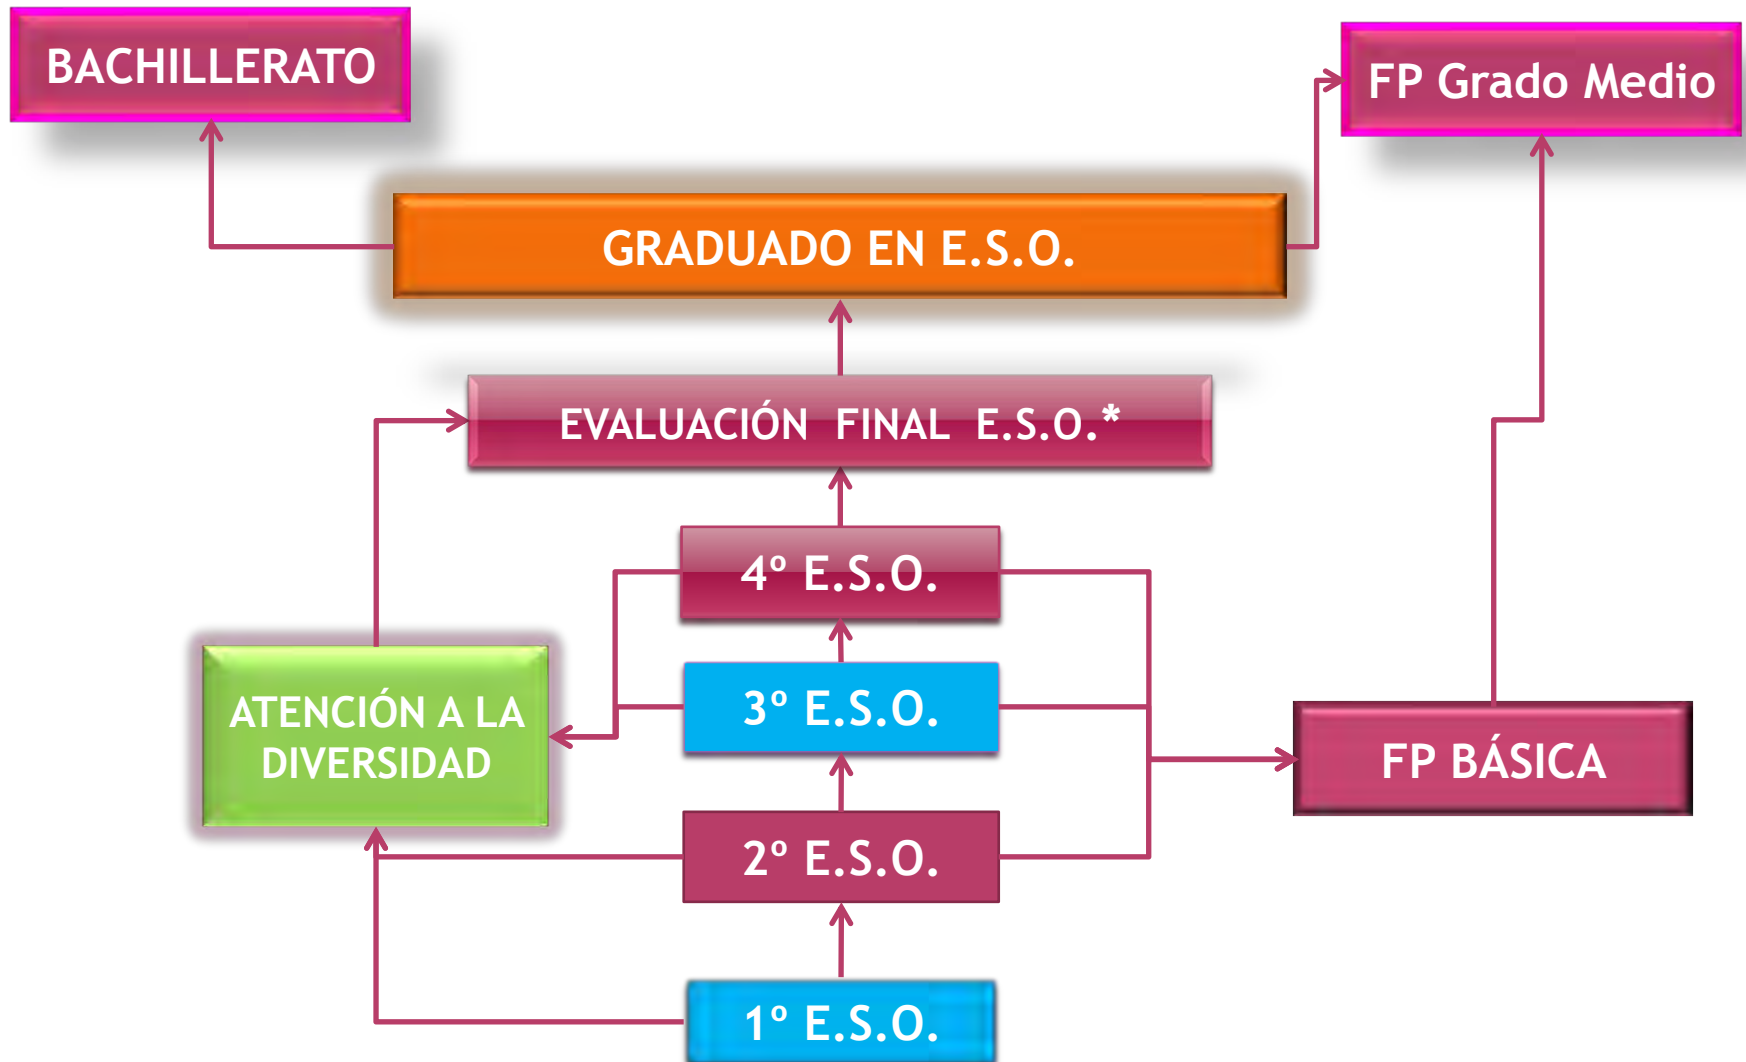 BACHILLERATO
FP Grado Medio
GRADUADO EN E.S.O.
EVALUACIÓN FINAL E.S.O.*
4º E.S.O.
3º E.S.O.
ATENCIÓN A LA
DIVERSIDAD
FP BÁSICA
2º E.S.O.
1º E.S.O.